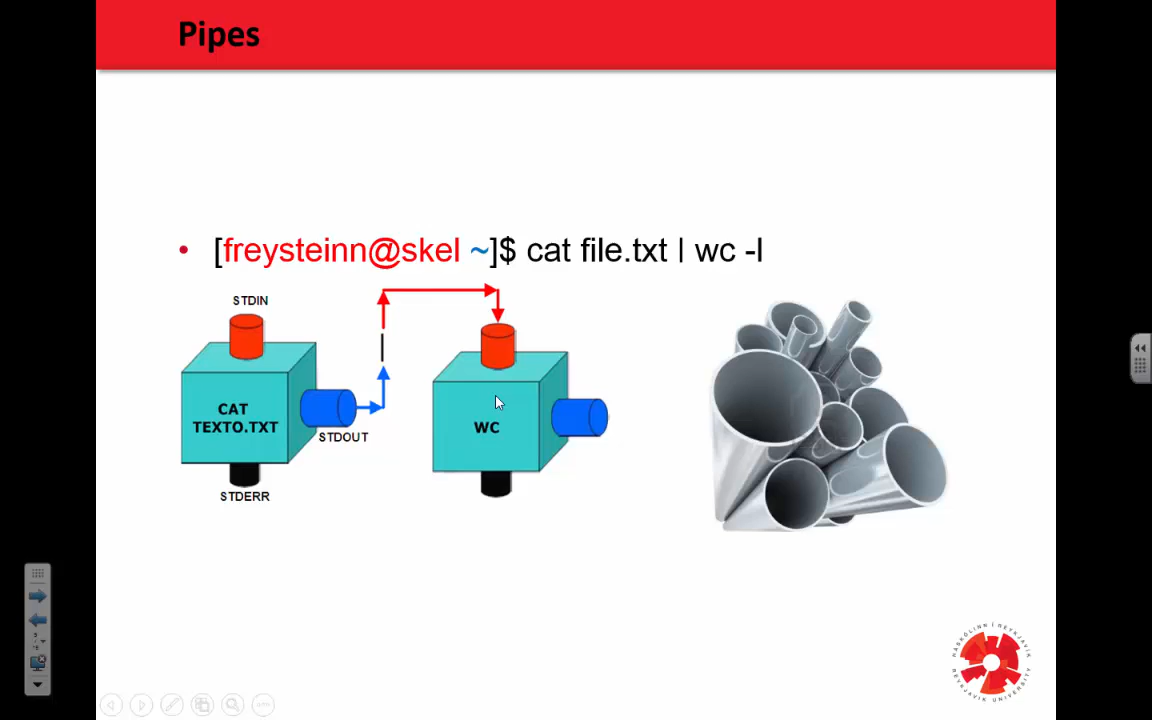 Pipes
• [freysteinn@skel ~]$ cat file.txt | wc -l
STDIN
CAT
TEXTO.TXT
STDOUT
STDERR
WC
HÁSKÓLINN Í REYKJAVÍK
REYKJAVIK UNIVERSITY